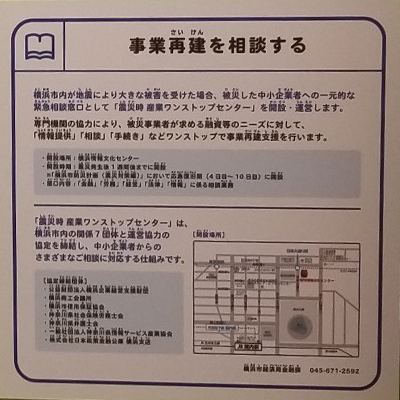 事業再建を相談する
さい けん
横浜市内が地震により大きな被害を受けた場合、被災した中小企業者への一元的な
緊急相談窓口として「震災時 産業ワンストップセンター」を開設・運営します。
専門機関の協力により、被災事業者が求める融資等のニーズに対して、
「情報提供」「相談」「手続き」などワンストップで事業再建支援を行います。
・開設場所：横浜情報文化センター
・開設時期：震災発生後１週間後までに開設
※「横浜市防災計画（震災対策編）」において応急復旧期（４日目～10日目）に開設
・窓口内容：「金融」「労務」「経営」「法律」「情報」に係る相談業務
「震災時 産業ワンストップセンター」は、
横浜市内の関係７団体と運営協力の
協定を締結し、中小企業者からの
さまざまなご相談に対応する仕組みです。
［協定締結団体］
・公益財団法人横浜企業経営支援財団
・横浜商工会議所
・横浜市信用保証協会
・神奈川県社会保険労務士会
・神奈川県弁護士会
・一般社団法人神奈川県情報サービス産業協会
・株式会社日本政策金融公庫 横浜支店
［開設場所］
JR 関内駅
横浜市経済局金融課 045-671-2592